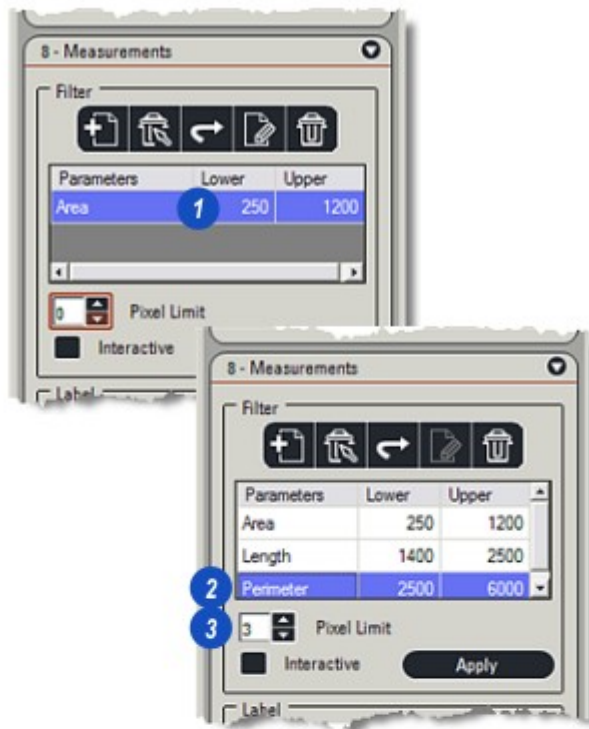 8 - Measurements
Filter
Parameters Lower Upper
Area 1 250 1200
0 Pixel Limit
Interactive
Label
8 - Measurements
Filter
Parameters Lower Upper
Area 250 1200
Length 1400 2500
2 Perimeter 2500 6000
3 3 Pixel Limit
Interactive Apply
Label